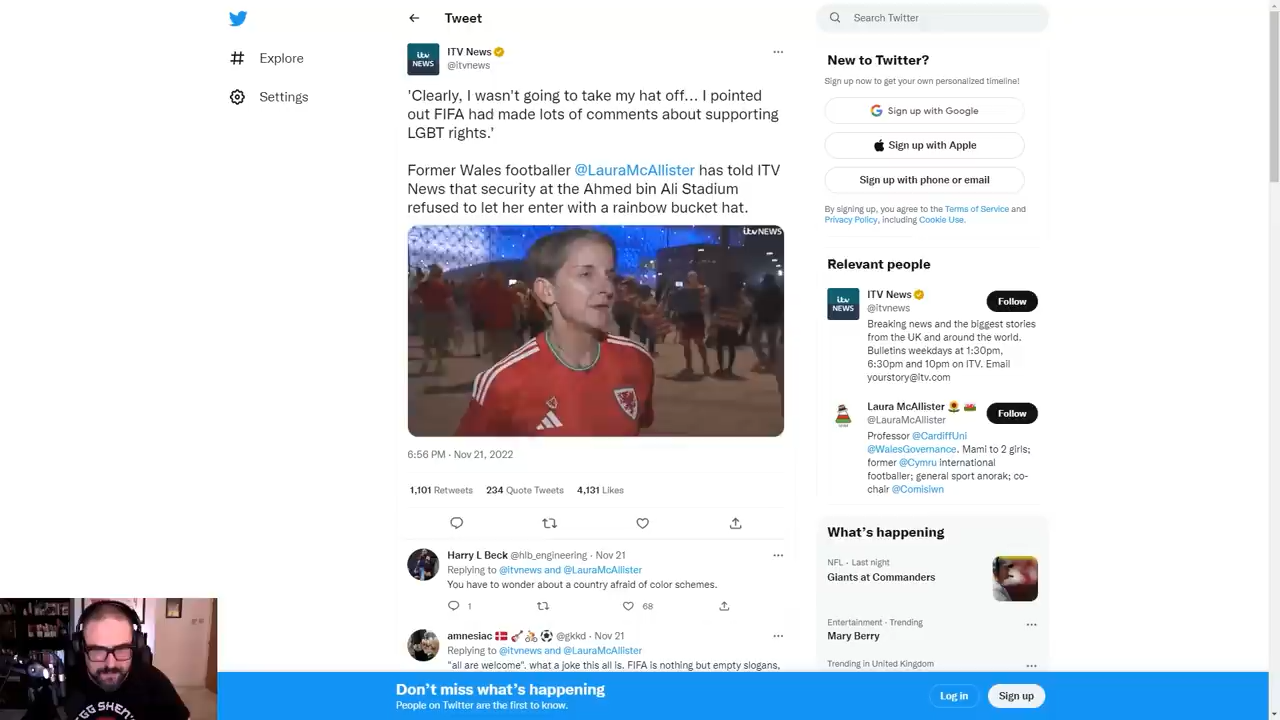 Explore
Settings
Tweet
ITV News
@itvnews
'Clearly, I wasn't going to take my hat off... I pointed
out FIFA had made lots of comments about supporting
LGBT rights.'
Former Wales footballer @LauraMcAllister has told ITV
News that security at the Ahmed bin Ali Stadium
refused to let her enter with a rainbow bucket hat.
itv NEWS
6:56 PM · Nov 21, 2022
1,101 Retweets 234 Quote Tweets 4,131 Likes
Harry L Beck @hlb_engineering · Nov 21
Replying to @itvnews and @LauraMcAllister
You have to wonder about a country afraid of color schemes.
1 68
amnesiac @gkkd · Nov 21
Replying to @itvnews and @LauraMcAllister
"all are welcome". what a joke this all is. FIFA is nothing but empty slogans,
Search Twitter
New to Twitter?
Sign up now to get your own personalized timeline!
Sign up with Google
Sign up with Apple
Sign up with phone or email
By signing up, you agree to the Terms of Service and
Privacy Policy, including Cookie Use.
Relevant people
itv NEWS
ITV News
@itvnews
Follow
Breaking news and the biggest stories
from the UK and around the world.
Bulletins weekdays at 1:30pm,
6:30pm and 10pm on ITV. Email
yourstory@itv.com
Laura McAllister
@LauraMcAllister
Follow
Professor @CardiffUni
@WalesGovernance. Mami to 2 girls;
former @Cymru international
footballer; general sport anorak; co-
chair @Comisiwn
What's happening
NFL · Last night
Giants at Commanders
Entertainment · Trending
Mary Berry
Trending in United Kingdom
Don't miss what's happening
People on Twitter are the first to know.
Log in
Sign up